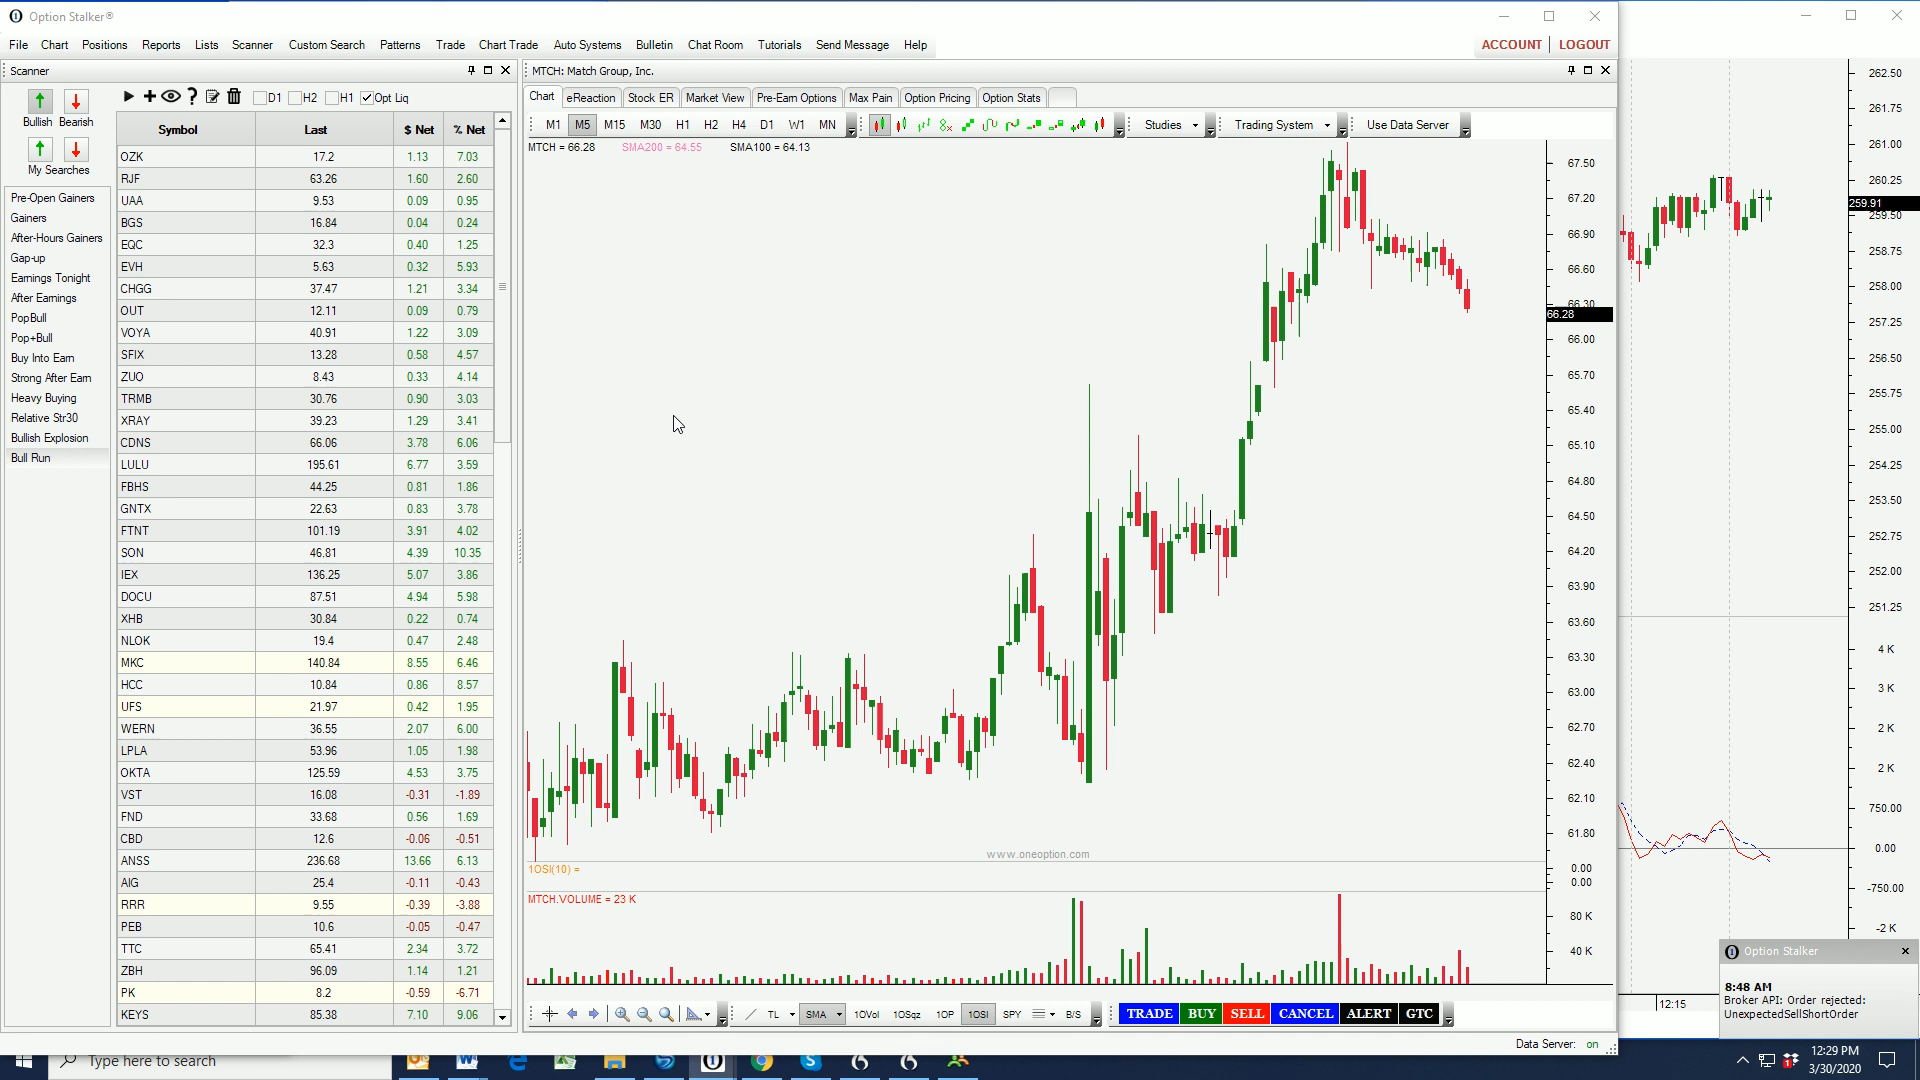 Option Stalker®
File Chart Positions Reports Lists Scanner Custom Search Patterns Trade Chart Trade Auto Systems Bulletin Chat Room Tutorials Send Message Help
ACCOUNT LOGOUT
Scanner
Bullish Bearish
My Searches
Pre-Open Gainers
Gainers
After-Hours Gainers
Gap-up
Earnings Tonight
After Earnings
PopBull
Pop+Bull
Buy Into Earn
Strong After Earn
Heavy Buying
Relative Str30
Bullish Explosion
Bull Run
D1 H2 H1 Opt Liq
Symbol Last $ Net % Net
OZK 17.2 1.13 7.03
RJF 63.26 1.60 2.60
UAA 9.53 0.09 0.95
BGS 16.84 0.04 0.24
EQC 32.3 0.40 1.25
EVH 5.63 0.32 5.93
CHGG 37.47 1.21 3.34
OUT 12.11 0.09 0.79
VOYA 40.91 1.22 3.09
SFIX 13.28 0.58 4.57
ZUO 8.43 0.33 4.14
TRMB 30.76 0.90 3.03
XRAY 39.23 1.29 3.41
CDNS 66.06 3.78 6.06
LULU 195.61 6.77 3.59
FBHS 44.25 0.81 1.86
GNTX 22.63 0.83 3.78
FTNT 101.19 3.91 4.02
SON 46.81 4.39 10.35
IEX 136.25 5.07 3.86
DOCU 87.51 4.94 5.98
XHB 30.84 0.22 0.74
NLOK 19.4 0.47 2.48
MKC 140.84 8.55 6.46
HCC 10.84 0.86 8.57
UFS 21.97 0.42 1.95
WERN 36.55 2.07 6.00
LPLA 53.96 1.05 1.98
OKTA 125.59 4.53 3.75
VST 16.08 -0.31 -1.89
FND 33.68 0.56 1.69
CBD 12.6 -0.06 -0.51
ANSS 236.68 13.66 6.13
AIG 25.4 -0.11 -0.43
RRR 9.55 -0.39 -3.88
PEB 10.6 -0.05 -0.47
TTC 65.41 2.34 3.72
ZBH 96.09 1.14 1.21
PK 8.2 -0.59 -6.71
KEYS 85.38 7.10 9.06
MTCH: Match Group, Inc.
Chart eReaction Stock ER Market View Pre-Earn Options Max Pain Option Pricing Option Stats
M1 M5 M15 M30 H1 H2 H4 D1 W1 MN Studies Trading System Use Data Server
MTCH = 66.28 SMA200 = 64.55 SMA100 = 64.13
67.50
67.20
66.90
66.60
66.30
66.28
66.00
65.70
65.40
65.10
64.80
64.50
64.20
63.90
63.60
63.30
63.00
62.70
62.40
62.10
61.80
www.oneoption.com
1OSI(10) =
0.00
0.00
MTCH.VOLUME = 23 K
80 K
40 K
TL SMA 1OVol 1OSqz 1OP 1OSI SPY B/S TRADE BUY SELL CANCEL ALERT GTC
Data Server: on
262.50
261.75
261.00
260.25
259.91
259.50
258.75
258.00
257.25
256.50
255.75
255.00
254.25
253.50
252.75
252.00
251.25
4 K
3 K
2 K
2 K
750.00
0.00
-750.00
-2 K
12:15
Option Stalker
8:48 AM
Broker API: Order rejected:
UnexpectedSellShortOrder
Type here to search
12:29 PM
3/30/2020